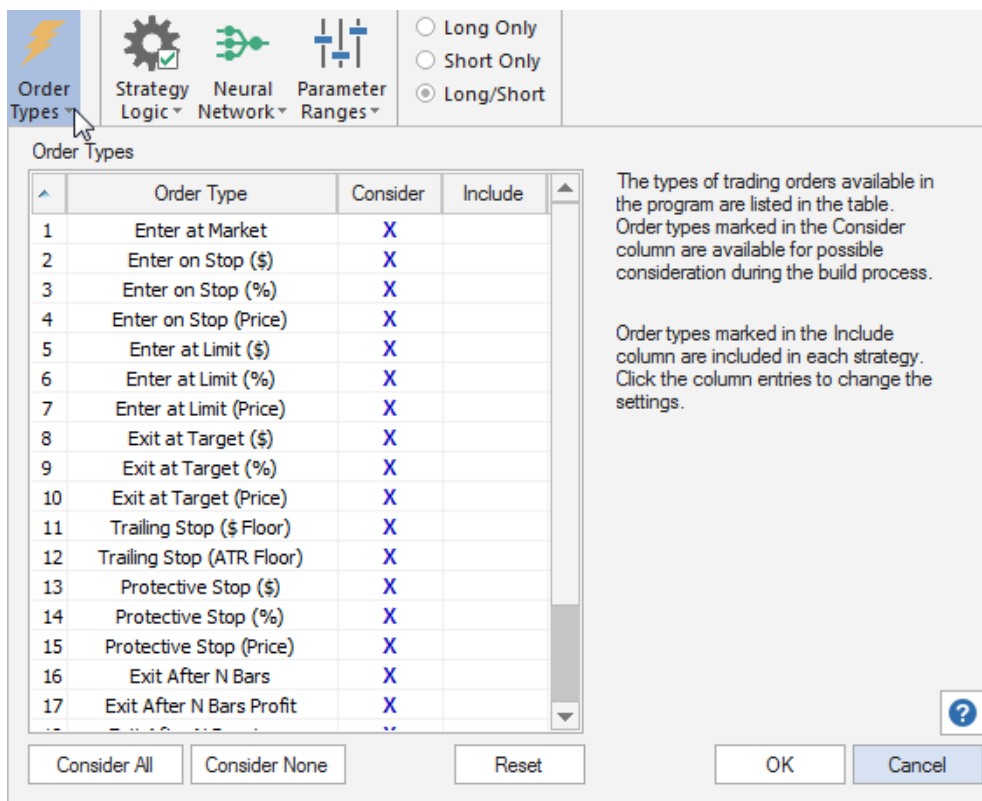 Order Types
Strategy Logic
Neural Network
Parameter Ranges
Long Only
Short Only
Long/Short
Order Types
Order Type Consider Include
1 Enter at Market X
2 Enter on Stop ($) X
3 Enter on Stop (%) X
4 Enter on Stop (Price) X
5 Enter at Limit ($) X
6 Enter at Limit (%) X
7 Enter at Limit (Price) X
8 Exit at Target ($) X
9 Exit at Target (%) X
10 Exit at Target (Price) X
11 Trailing Stop ($ Floor) X
12 Trailing Stop (ATR Floor) X
13 Protective Stop ($) X
14 Protective Stop (%) X
15 Protective Stop (Price) X
16 Exit After N Bars X
17 Exit After N Bars Profit X
The types of trading orders available in
the program are listed in the table.
Order types marked in the Consider
column are available for possible
consideration during the build process.
Order types marked in the Include
column are included in each strategy.
Click the column entries to change the
settings.
?
Consider All
Consider None
Reset
OK
Cancel